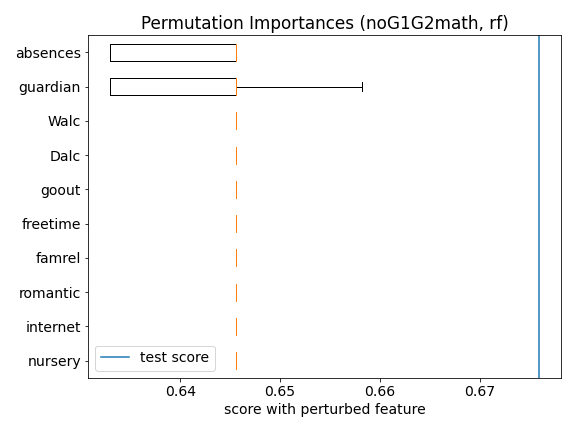 Permutation Importances (noG1G2math, rf)
absences
guardian
Walc
Dalc
goout
freetime
famrel
romantic
internet
nursery
test score
0.64 0.65 0.66 0.67
score with perturbed feature